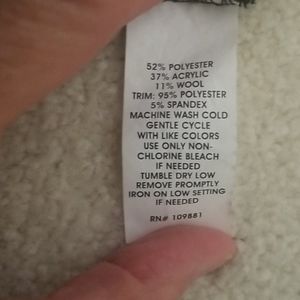 52% POLYESTER
37% ACRYLIC
11% WOOL
TRIM: 95% POLYESTER
5% SPANDEX
MACHINE WASH COLD
GENTLE CYCLE
WITH LIKE COLORS
USE ONLY NON-
CHLORINE BLEACH
IF NEEDED
TUMBLE DRY LOW
REMOVE PROMPTLY
IRON ON LOW SETTING
IF NEEDED
RN# 109881